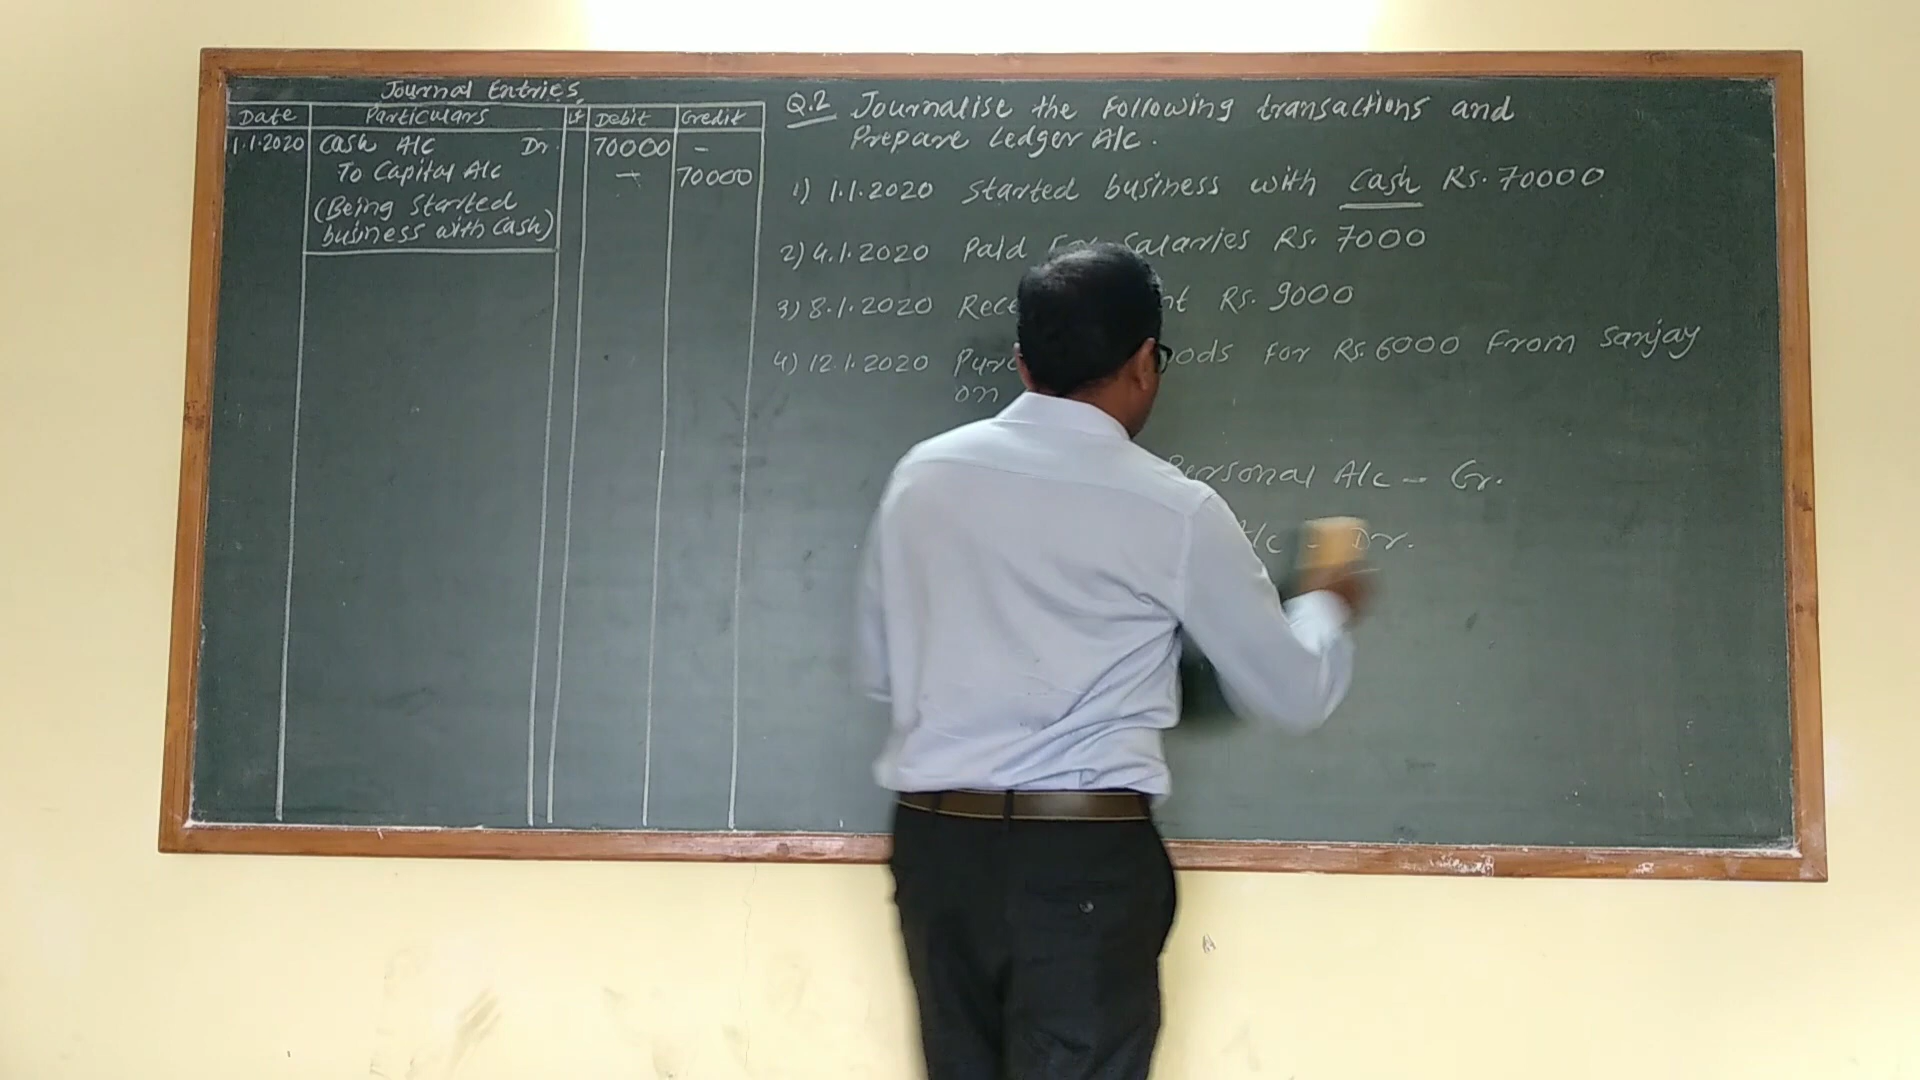 Journal Entries
Date Particulars LF Debit Credit
1.1.2020 Cash A/c Dr. 70000 -
To Capital A/c - 70000
(Being Started
business with Cash)
Q.2 Journalise the Following transactions and
Prepare Ledger A/c.
1) 1.1.2020 Started business with Cash Rs. 70000
2) 4.1.2020 Paid For Salaries Rs. 7000
3) 8.1.2020 Rs. 9000
4) 12.1.2020 For Rs. 6000 From Sanjay
on
Personal A/c - Cr.
A/c - Dr.